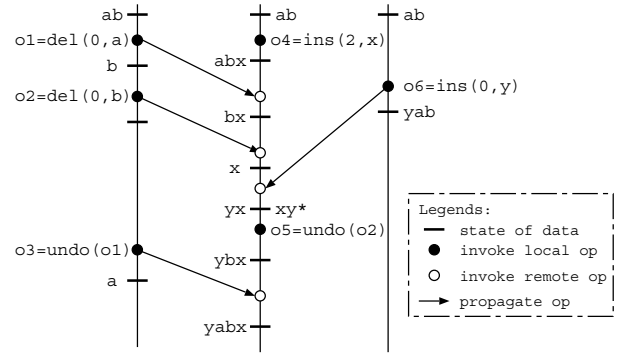 ab
ab
ab
o1=del(0,a)
o4=ins(2,x)
abx
b
o6=ins(0,y)
o2=del(0,b)
yab
bx
x
yx
xy*
o5=undo(o2)
o3=undo(o1)
ybx
a
yabx
Legends:
state of data
invoke local op
invoke remote op
propagate op